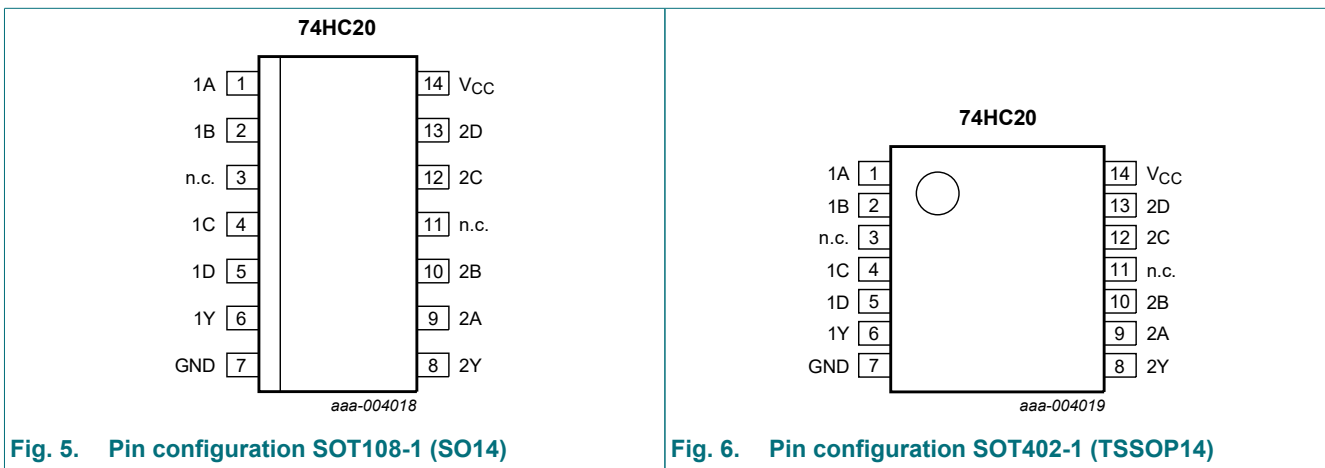 74HC20
1A 1 14 VCC
1B 2 13 2D
n.c. 3 12 2C
1C 4 11 n.c.
1D 5 10 2B
1Y 6 9 2A
GND 7 8 2Y
aaa-004018
Fig. 5. Pin configuration SOT108-1 (SO14)
74HC20
1A 1 14 VCC
1B 2 13 2D
n.c. 3 12 2C
1C 4 11 n.c.
1D 5 10 2B
1Y 6 9 2A
GND 7 8 2Y
aaa-004019
Fig. 6. Pin configuration SOT402-1 (TSSOP14)